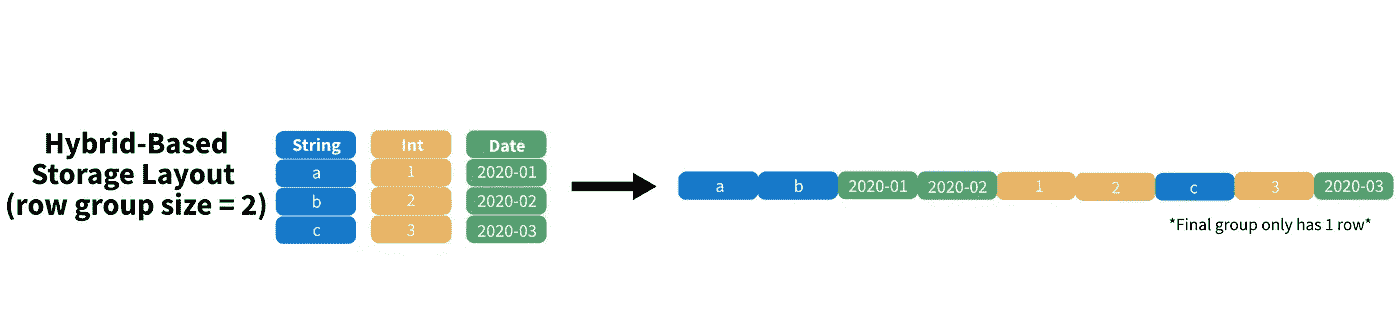 Hybrid-Based
Storage Layout
(row group size = 2)
String Int Date
a 1 2020-01
b 2 2020-02
c 3 2020-03
a b 2020-01 2020-02 1 2 c 3 2020-03
*Final group only has 1 row*